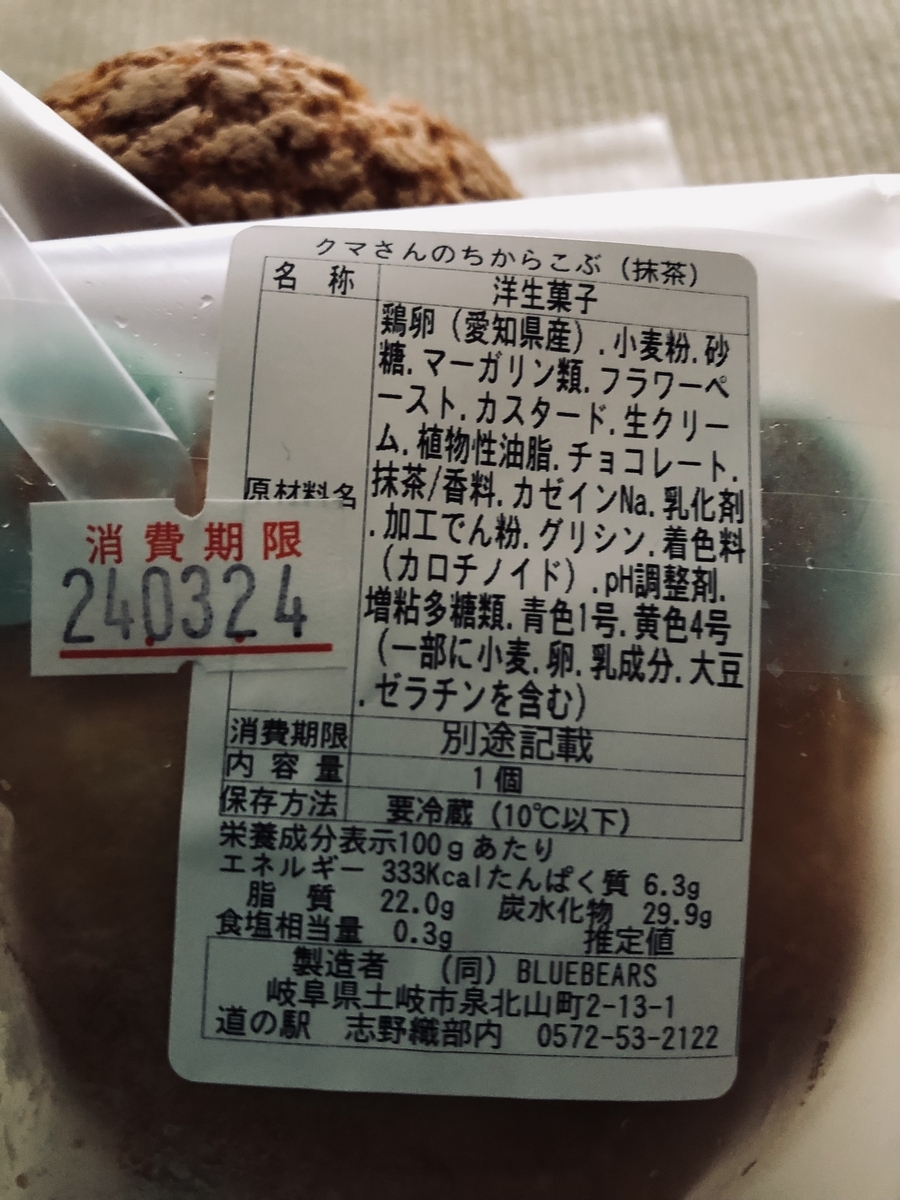 クマさんのちからこぶ（抹茶）
名 称 洋生菓子
原材料名
鶏卵（愛知県産）.小麦粉.砂
糖.マーガリン類.フラワーペ
ースト.カスタード.生クリー
ム.植物性油脂.チョコレート.
抹茶/香料.カゼインNa.乳化剤
.加工でん粉.グリシン.着色料
（カロチノイド）.pH調整剤.
増粘多糖類.青色1号.黄色4号
（一部に小麦.卵.乳成分.大豆
.ゼラチンを含む）
消費期限
240324
消費期限 別途記載
内 容 量 1個
保存方法 要冷蔵（10℃以下）
栄養成分表示100ｇあたり
エネルギー 333Kcalたんぱく質 6.3g
脂 質 22.0g 炭水化物 29.9g
食塩相当量 0.3g 推定値
製造者 （同）BLUEBEARS
岐阜県土岐市泉北山町2-13-1
道の駅 志野織部内 0572-53-2122